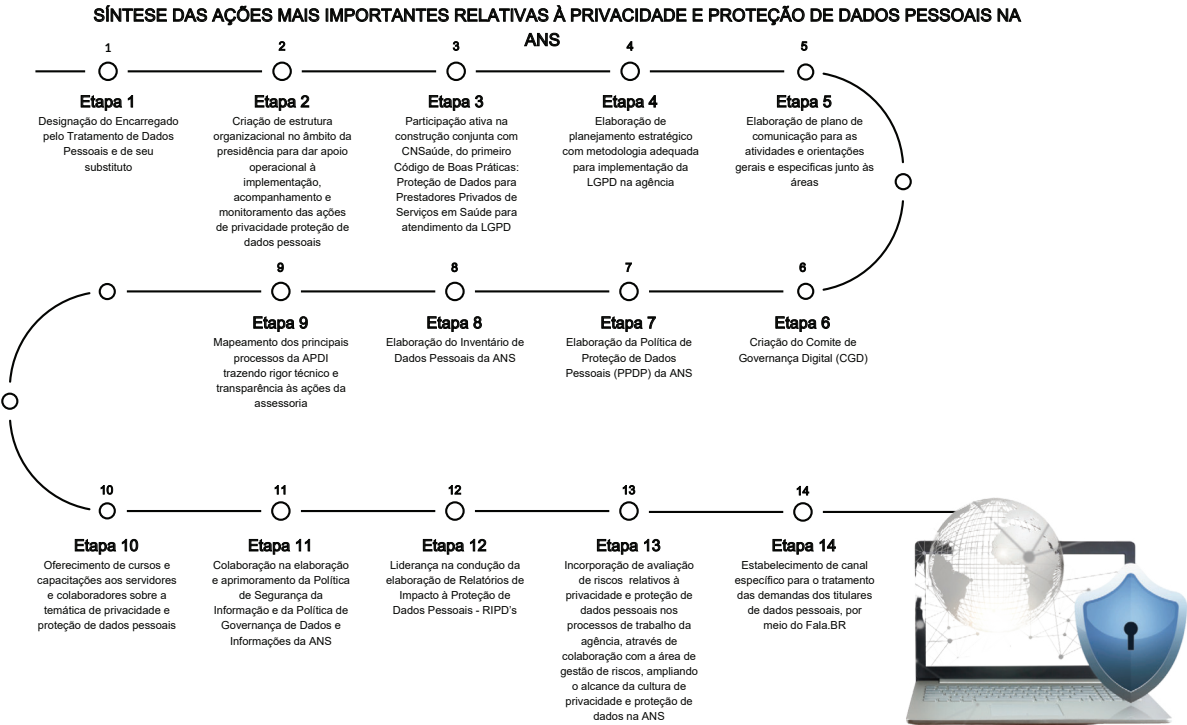 SÍNTESE DAS AÇÕES MAIS IMPORTANTES RELATIVAS À PRIVACIDADE E PROTEÇÃO DE DADOS PESSOAIS NA
ANS
1
Etapa 1
Designação do Encarregado
pelo Tratamento de Dados
Pessoais e de seu
substituto
2
Etapa 2
Criação de estrutura
organizacional no âmbito da
presidência para dar apoio
operacional à
implementação,
acompanhamento e
monitoramento das ações
de privacidade proteção de
dados pessoais
3
Etapa 3
Participação ativa na
construção conjunta com
CNSaúde, do primeiro
Código de Boas Práticas:
Proteção de Dados para
Prestadores Privados de
Serviços em Saúde para
atendimento da LGPD
4
Etapa 4
Elaboração de
planejamento estratégico
com metodologia adequada
para implementação da
LGPD na agência
5
Etapa 5
Elaboração de plano de
comunicação para as
atividades e orientações
gerais e especificas junto às
áreas
6
Etapa 6
Criação do Comite de
Governança Digital (CGD)
7
Etapa 7
Elaboração da Política de
Proteção de Dados
Pessoais (PPDP) da ANS
8
Etapa 8
Elaboração do Inventário de
Dados Pessoais da ANS
9
Etapa 9
Mapeamento dos principais
processos da APDI
trazendo rigor técnico e
transparência às ações da
assessoria
10
Etapa 10
Oferecimento de cursos e
capacitações aos servidores
e colaboradores sobre a
temática de privacidade e
proteção de dados pessoais
11
Etapa 11
Colaboração na elaboração
e aprimoramento da Política
de Segurança da
Informação e da Política de
Governança de Dados e
Informações da ANS
12
Etapa 12
Liderança na condução da
elaboração de Relatórios de
Impacto à Proteção de
Dados Pessoais - RIPD's
13
Etapa 13
Incorporação de avaliação
de riscos relativos à
privacidade e proteção de
dados pessoais nos
processos de trabalho da
agência, através de
colaboração com a área de
gestão de riscos, ampliando
o alcance da cultura de
privacidade e proteção de
dados na ANS
14
Etapa 14
Estabelecimento de canal
específico para o tratamento
das demandas dos titulares
de dados pessoais, por
meio do Fala.BR